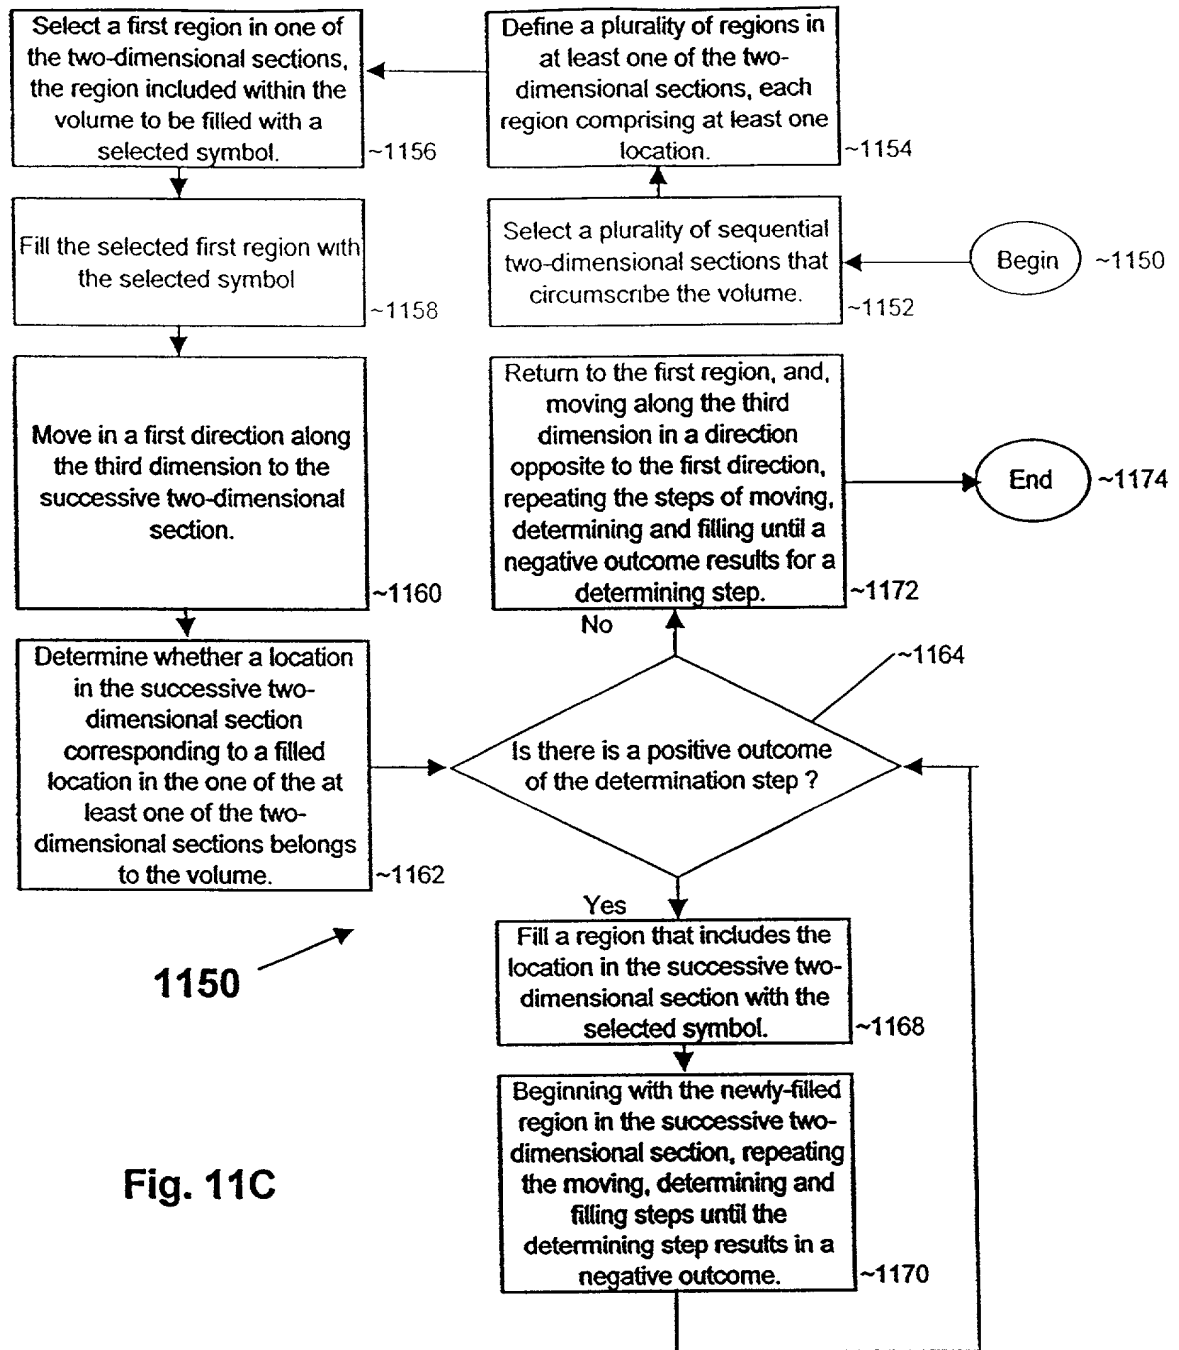 Begin
~1150
Select a plurality of sequential
two-dimensional sections that
circumscribe the volume.
~1152
Define a plurality of regions in
at least one of the two-
dimensional sections, each
region comprising at least one
location.
~1154
Select a first region in one of
the two-dimensional sections,
the region included within the
volume to be filled with a
selected symbol.
~1156
Fill the selected first region with
the selected symbol
~1158
Move in a first direction along
the third dimension to the
successive two-dimensional
section.
~1160
Determine whether a location
in the successive two-
dimensional section
corresponding to a filled
location in the one of the at
least one of the two-
dimensional sections belongs
to the volume.
~1162
Is there is a positive outcome
of the determination step ?
~1164
No
Return to the first region, and,
moving along the third
dimension in a direction
opposite to the first direction,
repeating the steps of moving,
determining and filling until a
negative outcome results for a
determining step.
~1172
End
~1174
Yes
Fill a region that includes the
location in the successive two-
dimensional section with the
selected symbol.
~1168
Beginning with the newly-filled
region in the successive two-
dimensional section, repeating
the moving, determining and
filling steps until the
determining step results in a
negative outcome.
~1170
1150
Fig. 11C